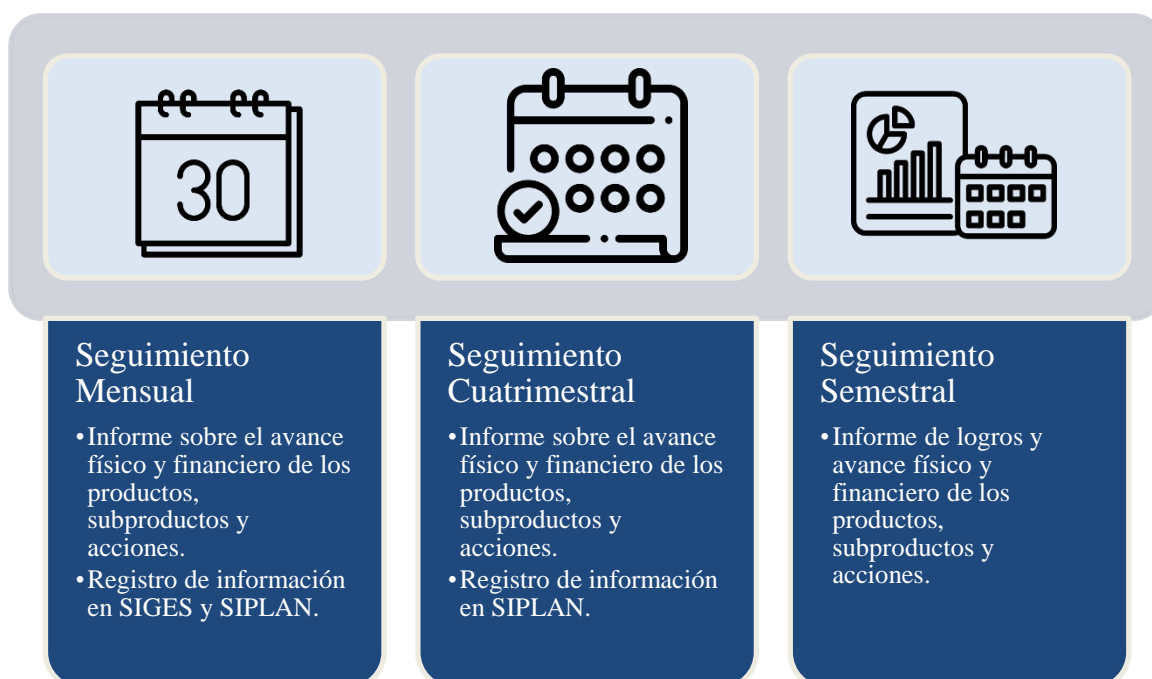 30
Seguimiento
Mensual
•Informe sobre el avance
físico y financiero de los
productos,
subproductos y
acciones.
•Registro de información
en SIGES y SIPLAN.
Seguimiento
Cuatrimestral
•Informe sobre el avance
físico y financiero de los
productos,
subproductos y
acciones.
•Registro de información
en SIPLAN.
Seguimiento
Semestral
•Informe de logros y
avance físico y
financiero de los
productos,
subproductos y
acciones.